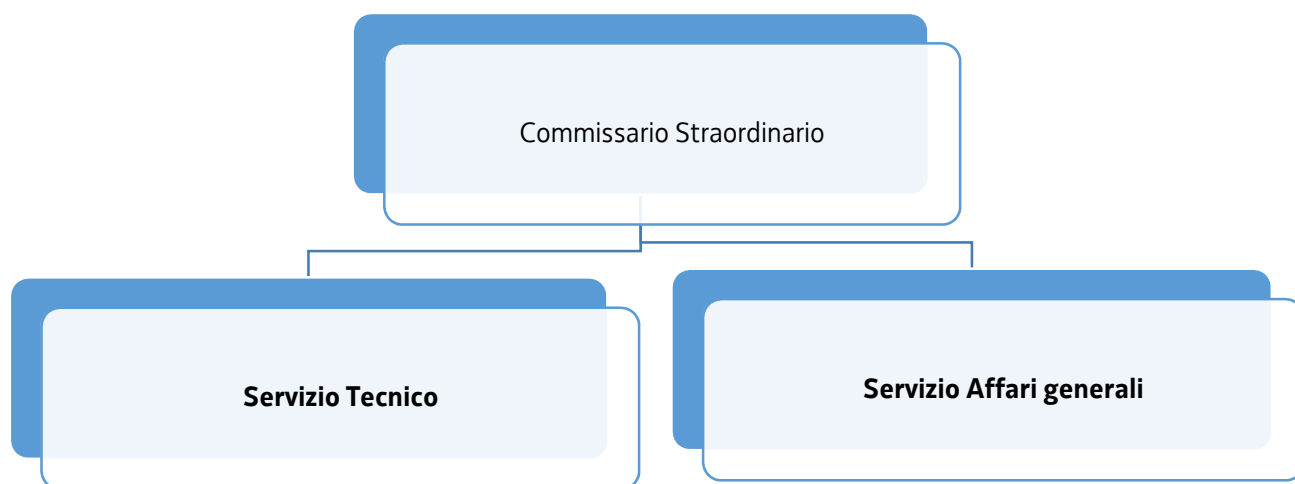 Commissario Straordinario
Servizio Tecnico
Servizio Affari generali